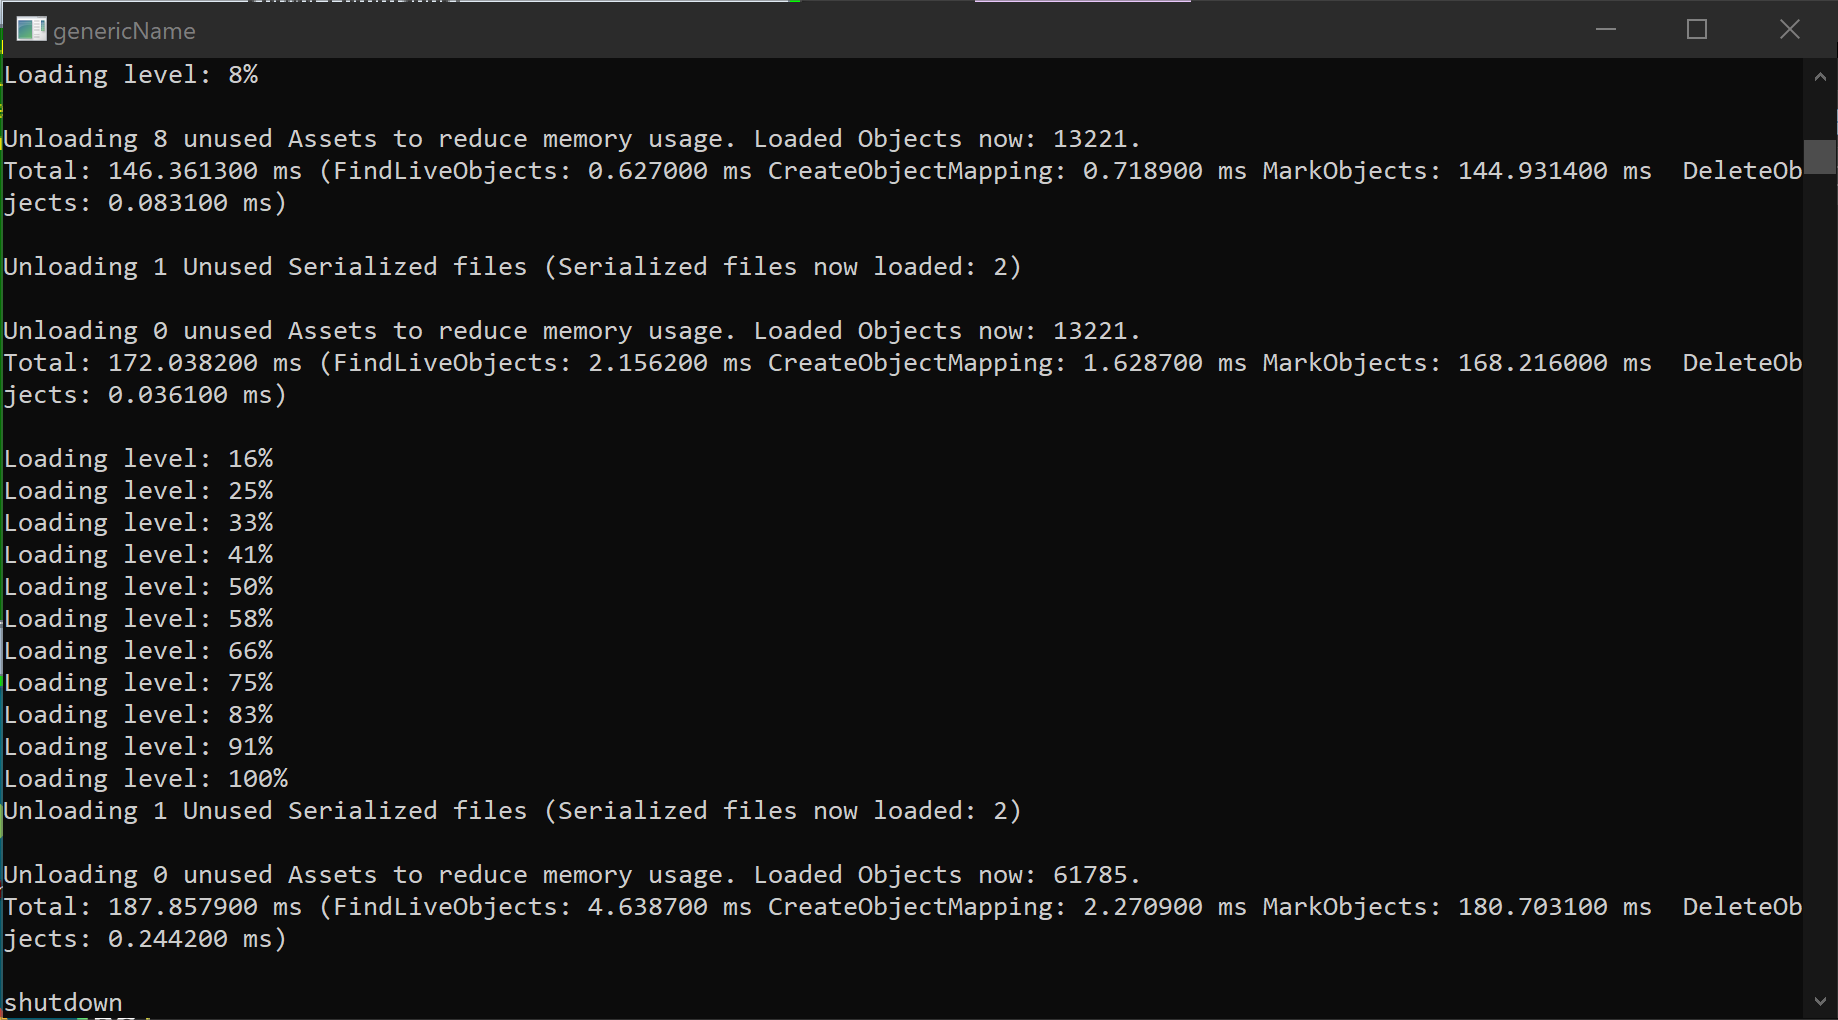 genericName
Loading level: 8%
Unloading 8 unused Assets to reduce memory usage. Loaded Objects now: 13221.
Total: 146.361300 ms (FindLiveObjects: 0.627000 ms CreateObjectMapping: 0.718900 ms MarkObjects: 144.931400 ms  DeleteOb
jects: 0.083100 ms)
Unloading 1 Unused Serialized files (Serialized files now loaded: 2)
Unloading 0 unused Assets to reduce memory usage. Loaded Objects now: 13221.
Total: 172.038200 ms (FindLiveObjects: 2.156200 ms CreateObjectMapping: 1.628700 ms MarkObjects: 168.216000 ms  DeleteOb
jects: 0.036100 ms)
Loading level: 16%
Loading level: 25%
Loading level: 33%
Loading level: 41%
Loading level: 50%
Loading level: 58%
Loading level: 66%
Loading level: 75%
Loading level: 83%
Loading level: 91%
Loading level: 100%
Unloading 1 Unused Serialized files (Serialized files now loaded: 2)
Unloading 0 unused Assets to reduce memory usage. Loaded Objects now: 61785.
Total: 187.857900 ms (FindLiveObjects: 4.638700 ms CreateObjectMapping: 2.270900 ms MarkObjects: 180.703100 ms  DeleteOb
jects: 0.244200 ms)
shutdown